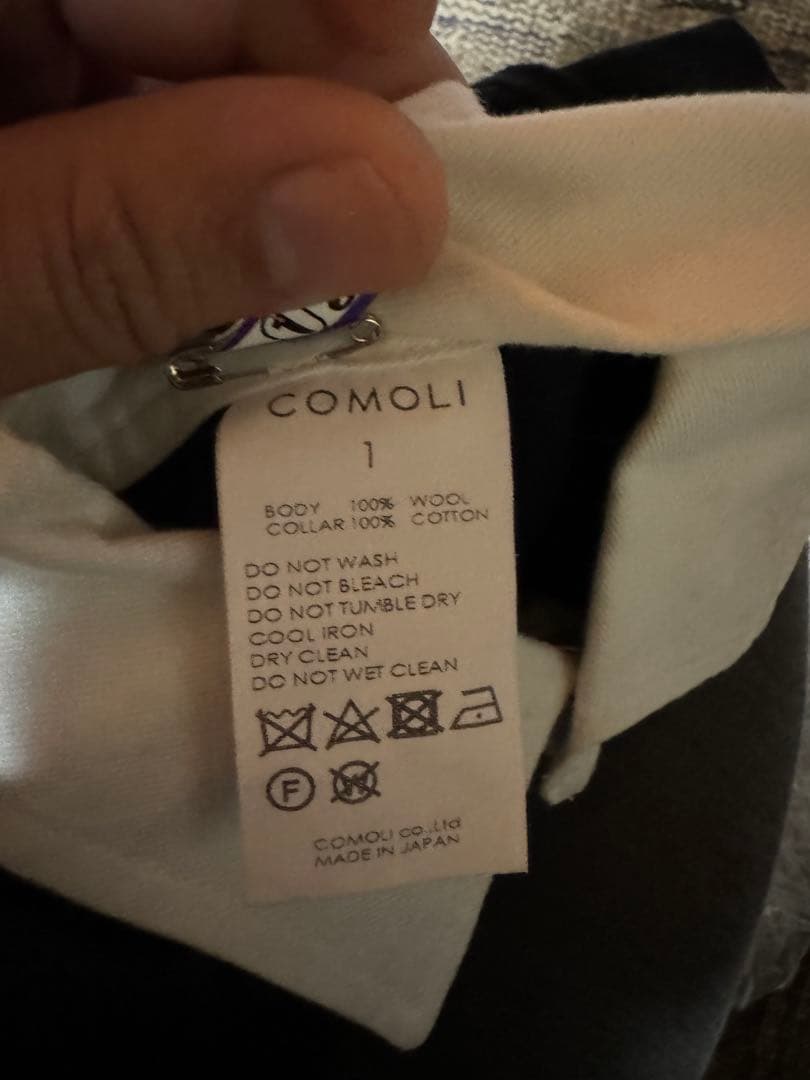 COMOLI
1
BODY 100% WOOL
COLLAR 100% COTTON
DO NOT WASH
DO NOT BLEACH
DO NOT TUMBLE DRY
COOL IRON
DRY CLEAN
DO NOT WET CLEAN
F W
COMOLI co.,Ltd
MADE IN JAPAN